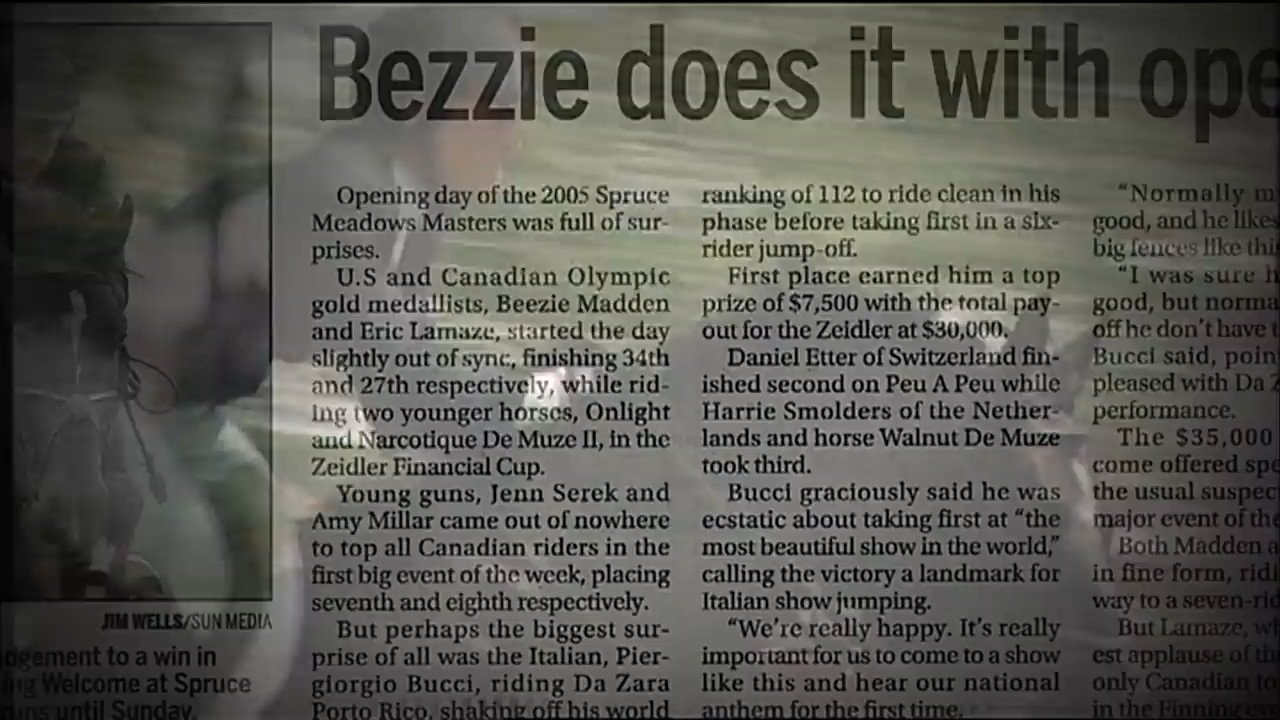 Bezzie does it with ope
Opening day of the 2005 Spruce
Meadows Masters was full of sur-
prises.
U.S and Canadian Olympic
gold medallists, Beezie Madden
and Eric Lamaze, started the day
slightly out of sync, finishing 34th
and 27th respectively, while rid-
ing two younger horses, Onlight
and Narcotique De Muze II, in the
Zeidler Financial Cup.
Young guns, Jenn Serek and
Amy Millar came out of nowhere
to top all Canadian riders in the
first big event of the week, placing
seventh and eighth respectively.
But perhaps the biggest sur-
prise of all was the Italian, Pier-
giorgio Bucci, riding Da Zara
Porto Rico, shaking off his world
ranking of 112 to ride clean in his
phase before taking first in a six-
rider jump-off.
First place earned him a top
prize of $7,500 with the total pay-
out for the Zeidler at $30,000.
Daniel Etter of Switzerland fin-
ished second on Peu A Peu while
Harrie Smolders of the Nether-
lands and horse Walnut De Muze
took third.
Bucci graciously said he was
ecstatic about taking first at “the
most beautiful show in the world,”
calling the victory a landmark for
Italian show jumping.
“We're really happy. It's really
important for us to come to a show
like this and hear our national
anthem for the first time.
“Normally m
good, and he likes
big fences like thi
“I was sure h
good, but norma
off he don't have
Bucci said, poin
pleased with Da Z
performance.
The $35,000
come offered spe
the usual suspec
major event of the
Both Madden a
in fine form, ridi
way to a seven-ri
But Lamaze, w
est applause of th
only Canadian to
in the Finning eve
JIM WELLS/SUN MEDIA
dgement to a win in
ing Welcome at Spruce
runs until Sunday.